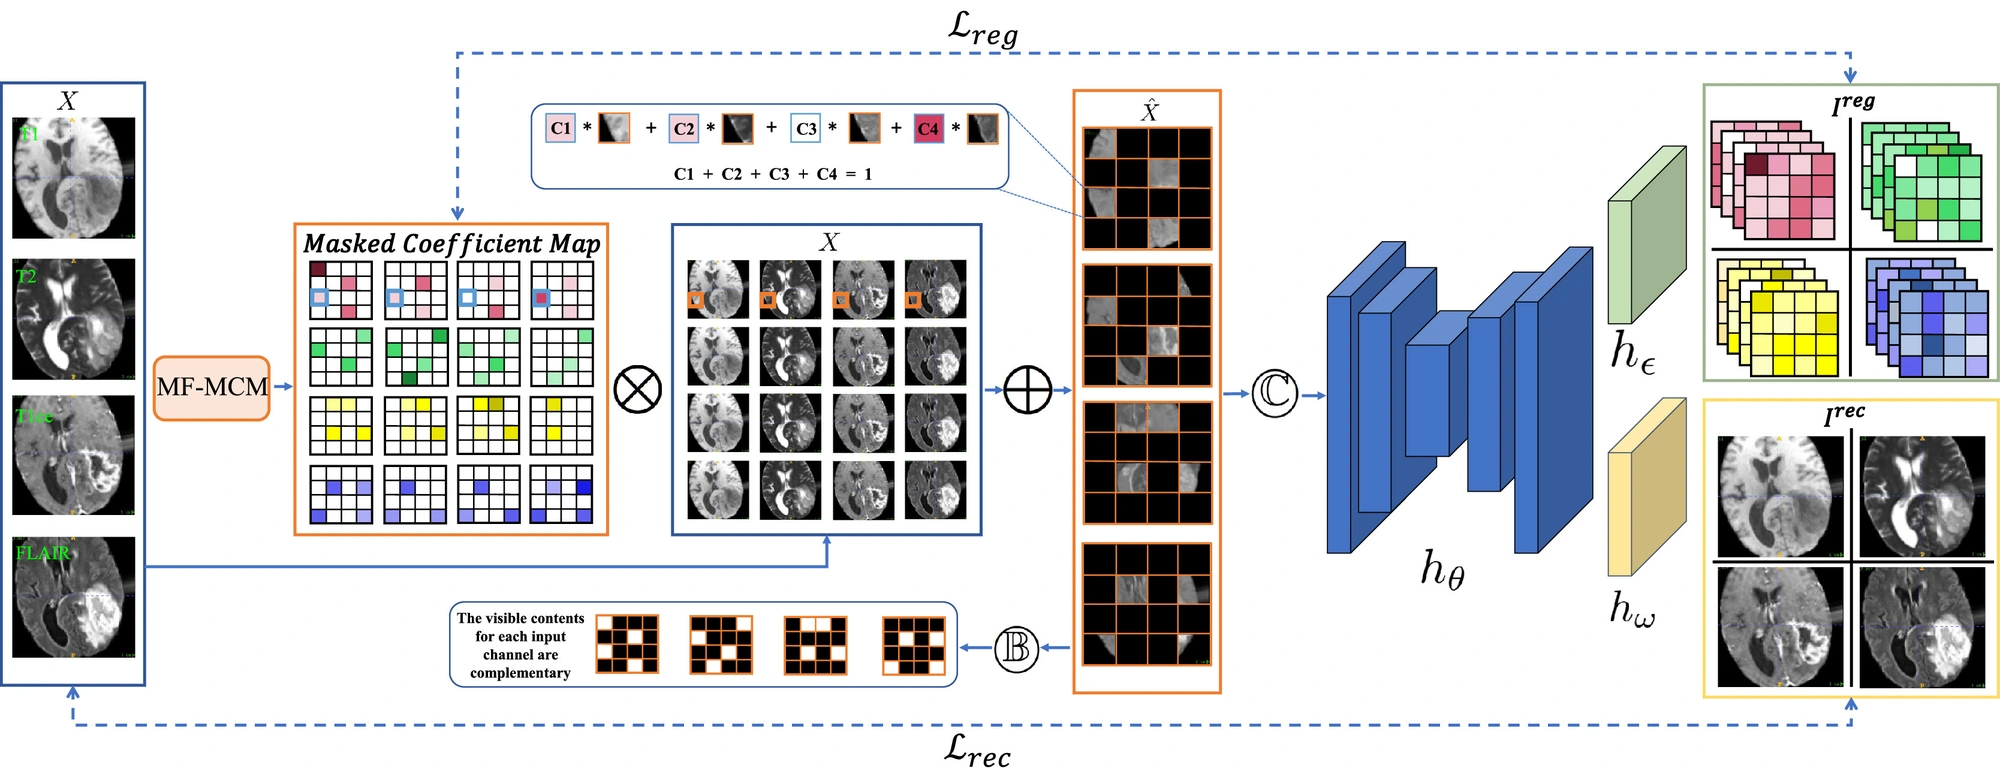 ℒreg
X
T1
T2
T1ce
FLAIR
MF-MCM
Masked Coefficient Map
C1 * + C2 * + C3 * + C4 *
C1 + C2 + C3 + C4 = 1
X
X̂
ℂ
𝔹
The visible contents
for each input
channel are
complementary
hθ
hϵ
hω
Ireg
Irec
ℒrec